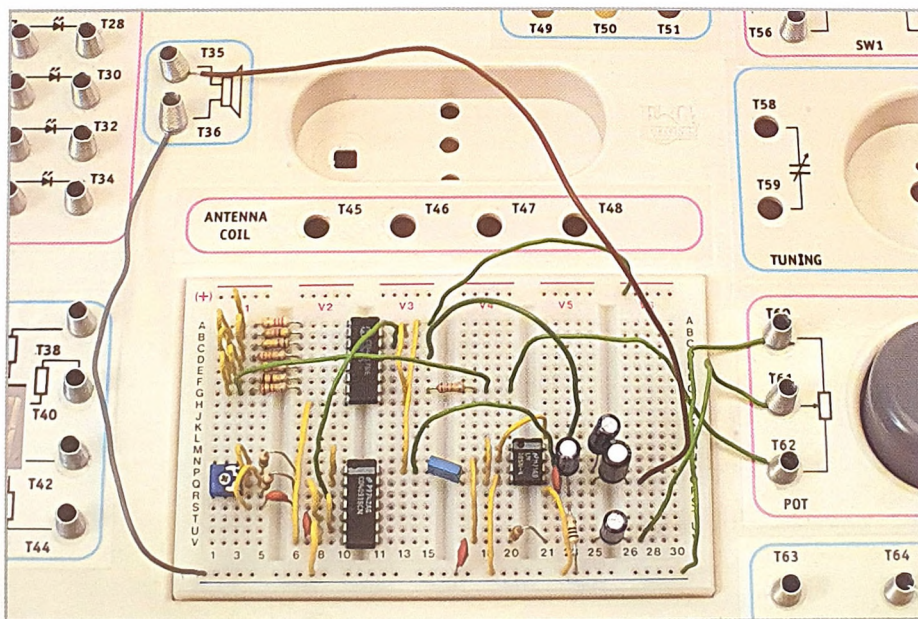 T28
T30
T32
T34
T35
T36
T49 T50 T51
T56
SW1
T58
T59
TUNING
ANTENNA
COIL
T45 T46 T47 T48
(+)
V2 V3 V4 V5
A
B
C
D
E
F
G
H
J
K
L
M
N
P
Q
R
S
T
U
V
1 3 5 6 8 10 11 13 15 20 21 25 26 28 30
A
B
C
T38
T40
T42
T44
T60
T61
T62
POT
T63 T64